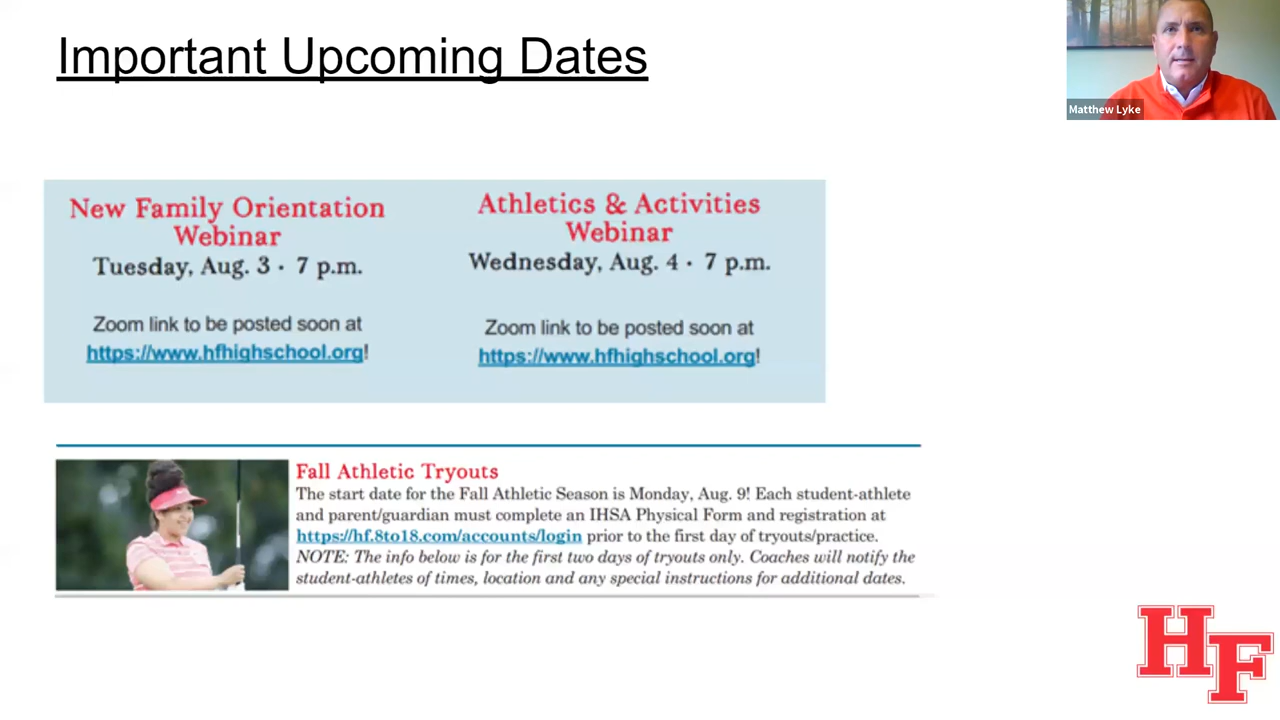 Important Upcoming Dates
Matthew Lyke
New Family Orientation
Webinar
Tuesday, Aug. 3 · 7 p.m.
Zoom link to be posted soon at
https://www.hfhighschool.org!
Athletics & Activities
Webinar
Wednesday, Aug. 4 · 7 p.m.
Zoom link to be posted soon at
https://www.hfhighschool.org!
Fall Athletic Tryouts
The start date for the Fall Athletic Season is Monday, Aug. 9! Each student-athlete
and parent/guardian must complete an IHSA Physical Form and registration at
https://hf.8to18.com/accounts/login prior to the first day of tryouts/practice.
NOTE: The info below is for the first two days of tryouts only. Coaches will notify the
student-athletes of times, location and any special instructions for additional dates.
HF